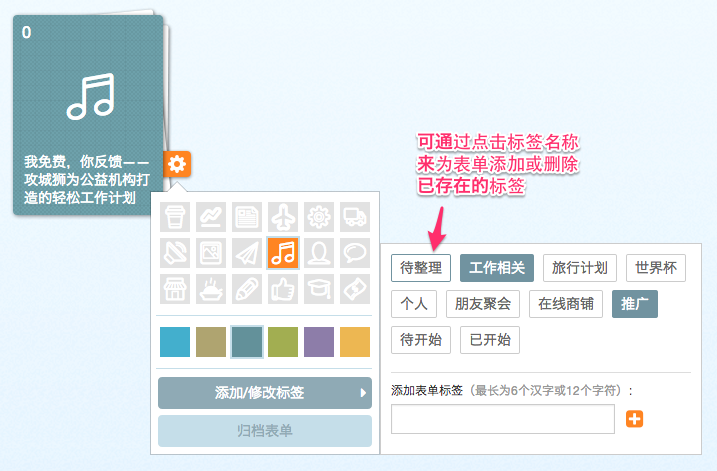 0
我免费，你反馈——
攻城狮为公益机构打
造的轻松工作计划
可通过点击标签名称
来为表单添加或删除
已存在的标签
待整理 工作相关 旅行计划 世界杯
个人 朋友聚会 在线商铺 推广
待开始 已开始
添加/修改标签
归档表单
添加表单标签（最长为6个汉字或12个字符）：